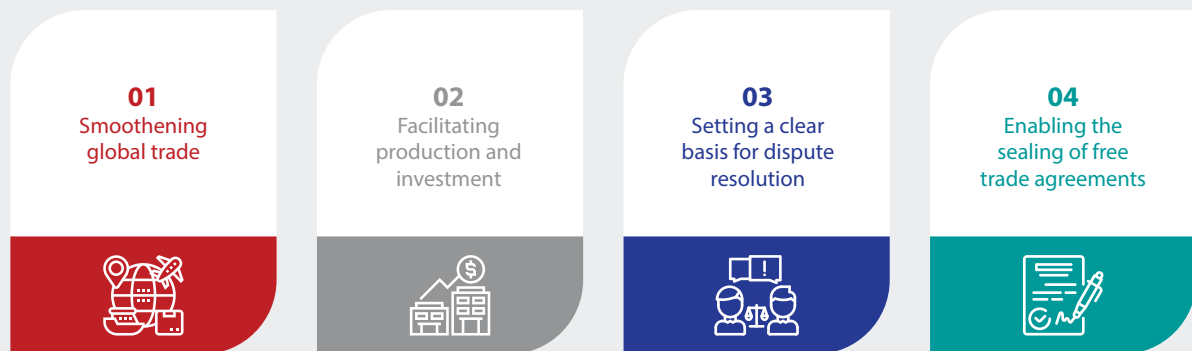 01
Smoothening
global trade
02
Facilitating
production and
investment
03
Setting a clear
basis for dispute
resolution
04
Enabling the
sealing of free
trade agreements
$
!